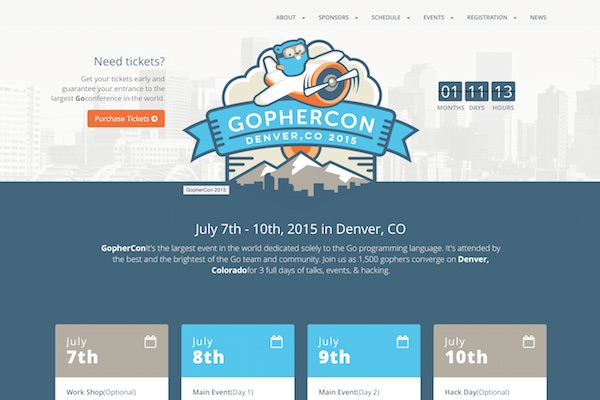 ABOUT SPONSORS SCHEDULE EVENTS REGISTRATION NEWS
Need tickets?
Get your tickets early and
guarantee your entrance to the
largest Goconference in the world.
Purchase Tickets
GOPHERCON
DENVER, CO 2015
01 11 13
MONTHS DAYS HOURS
GopherCon 2015
July 7th - 10th, 2015 in Denver, CO
GopherConIt's the largest event in the world dedicated solely to the Go programming language. It's attended by
the best and the brightest of the Go team and community. Join us as 1,500 gophers converge on Denver,
Coloradofor 3 full days of talks, events, & hacking.
July
7th
Work Shop(Optional)
July
8th
Main Event(Day 1)
July
9th
Main Event(Day 2)
July
10th
Hack Day(Optional)